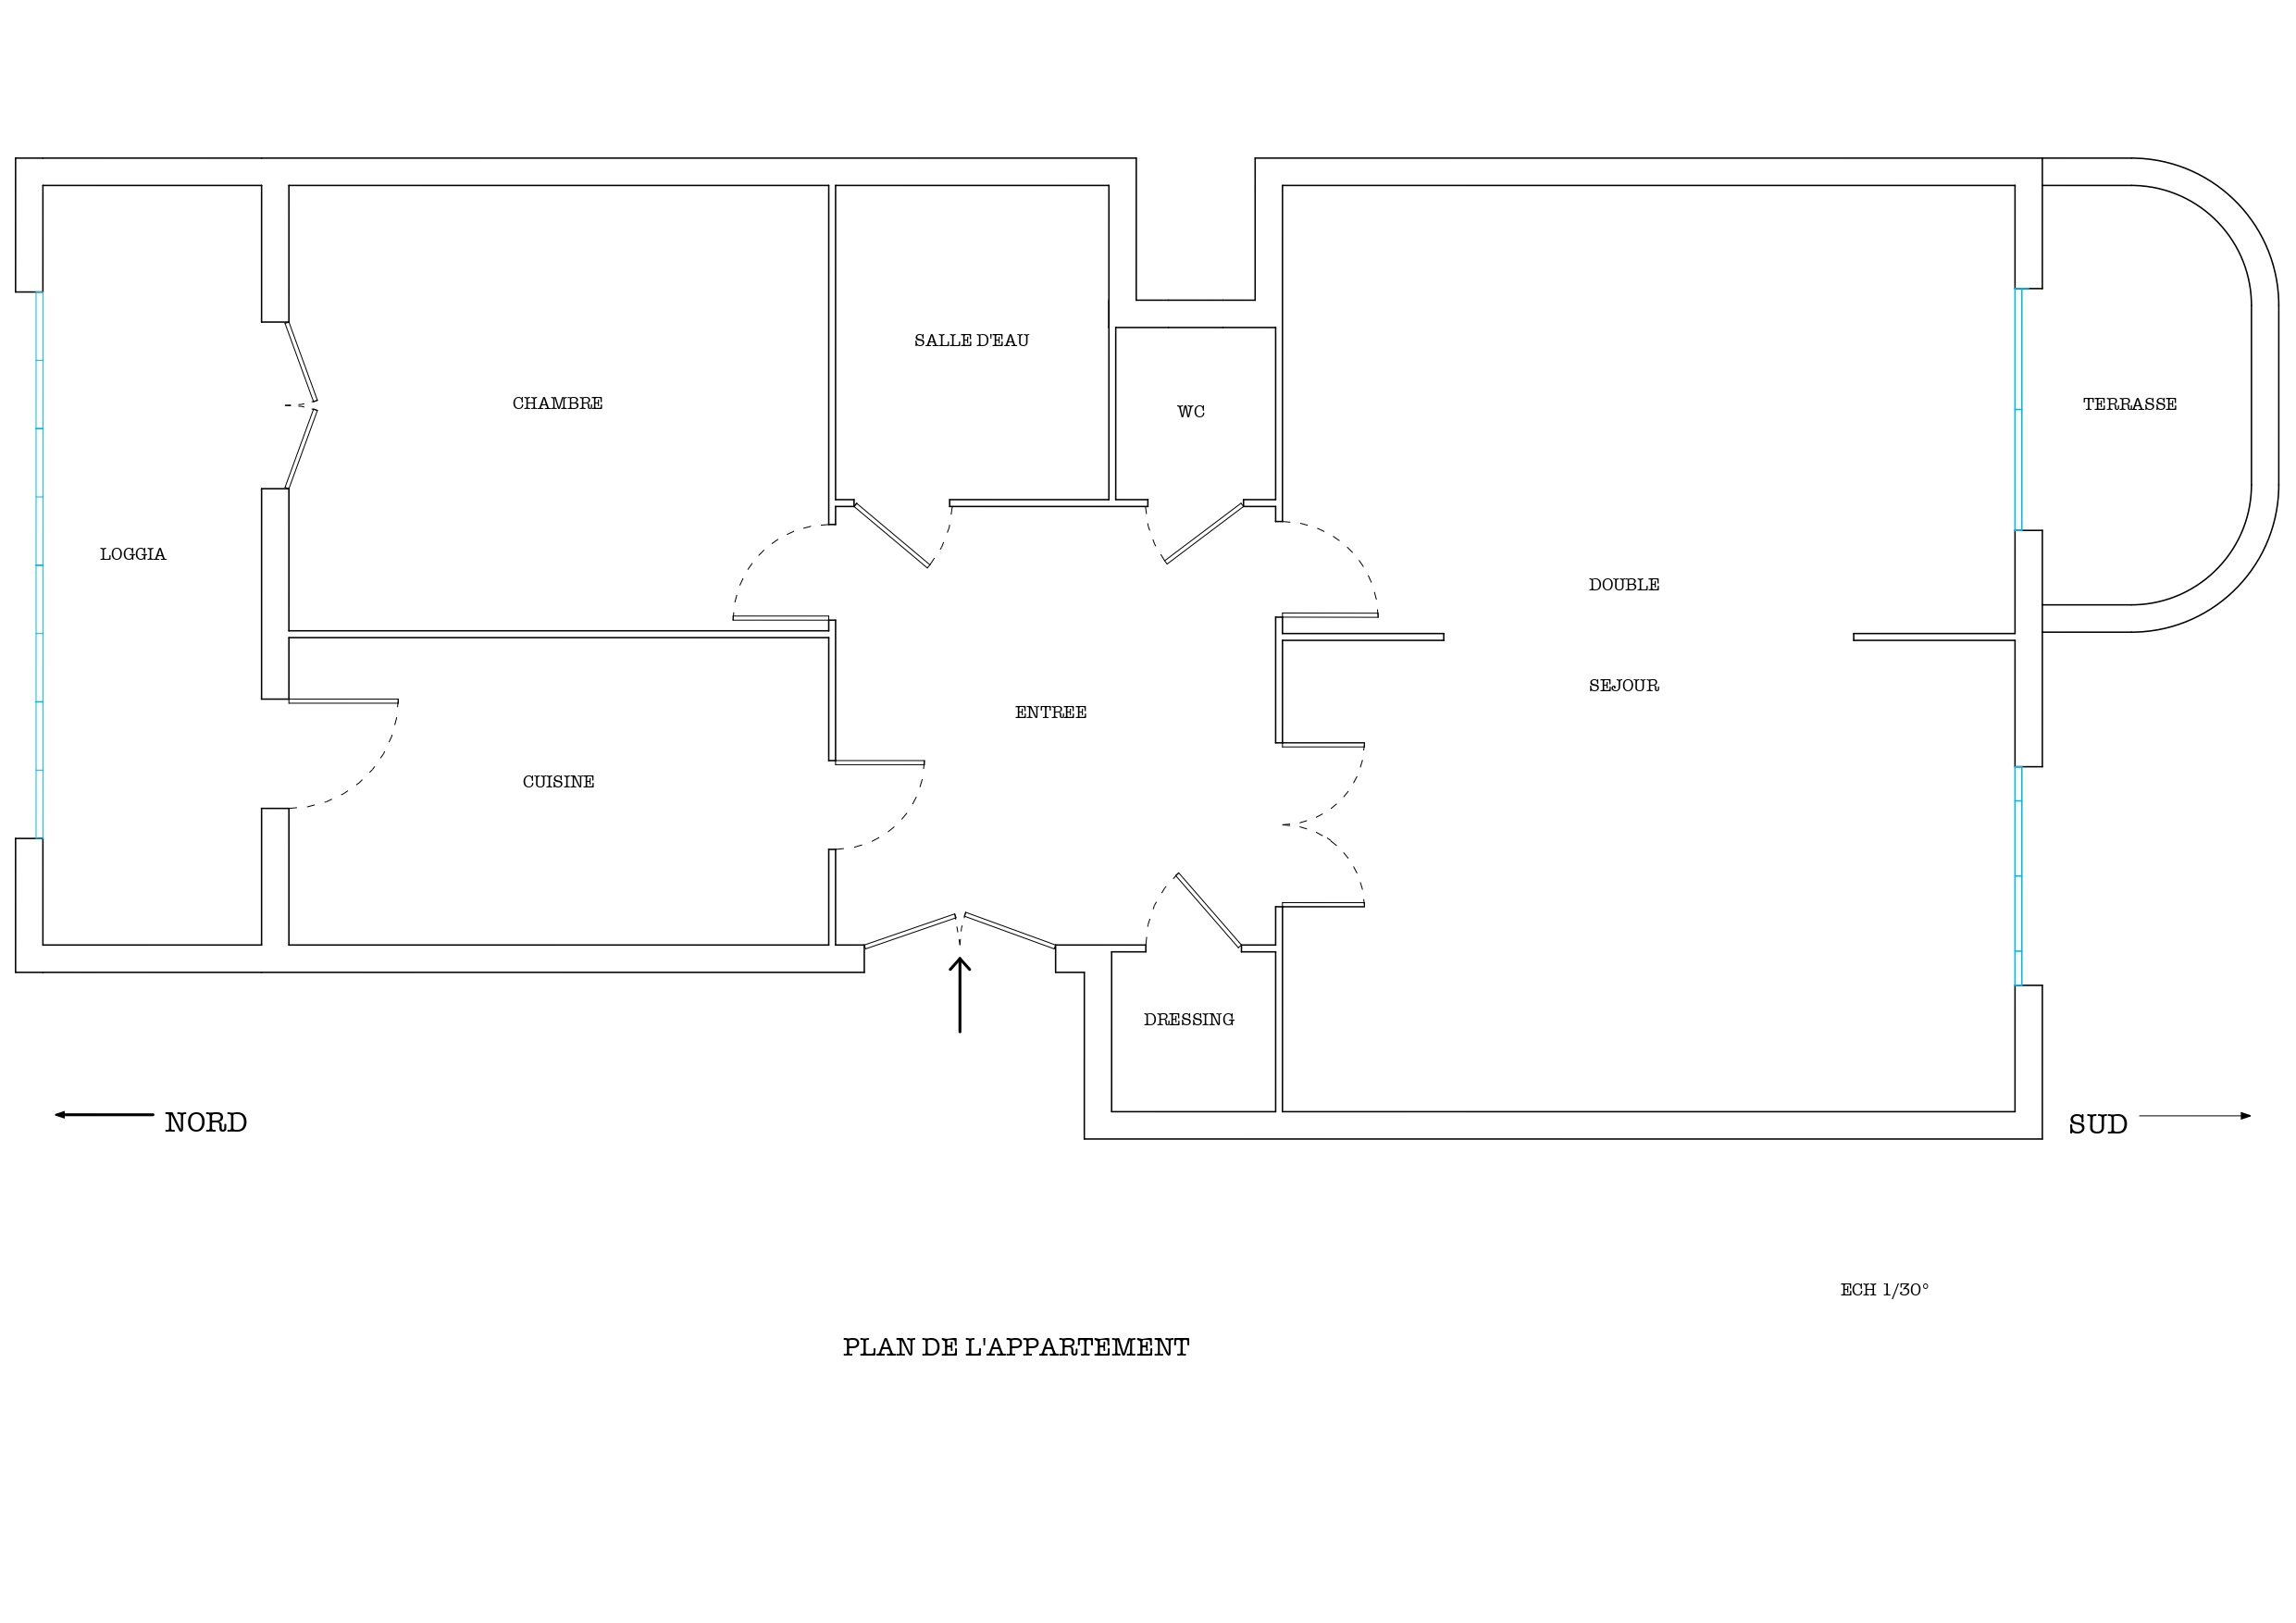 SALLE D'EAU
CHAMBRE
WC
TERRASSE
LOGGIA
DOUBLE
SEJOUR
ENTREE
CUISINE
DRESSING
NORD
SUD
ECH 1/30°
PLAN DE L'APPARTEMENT